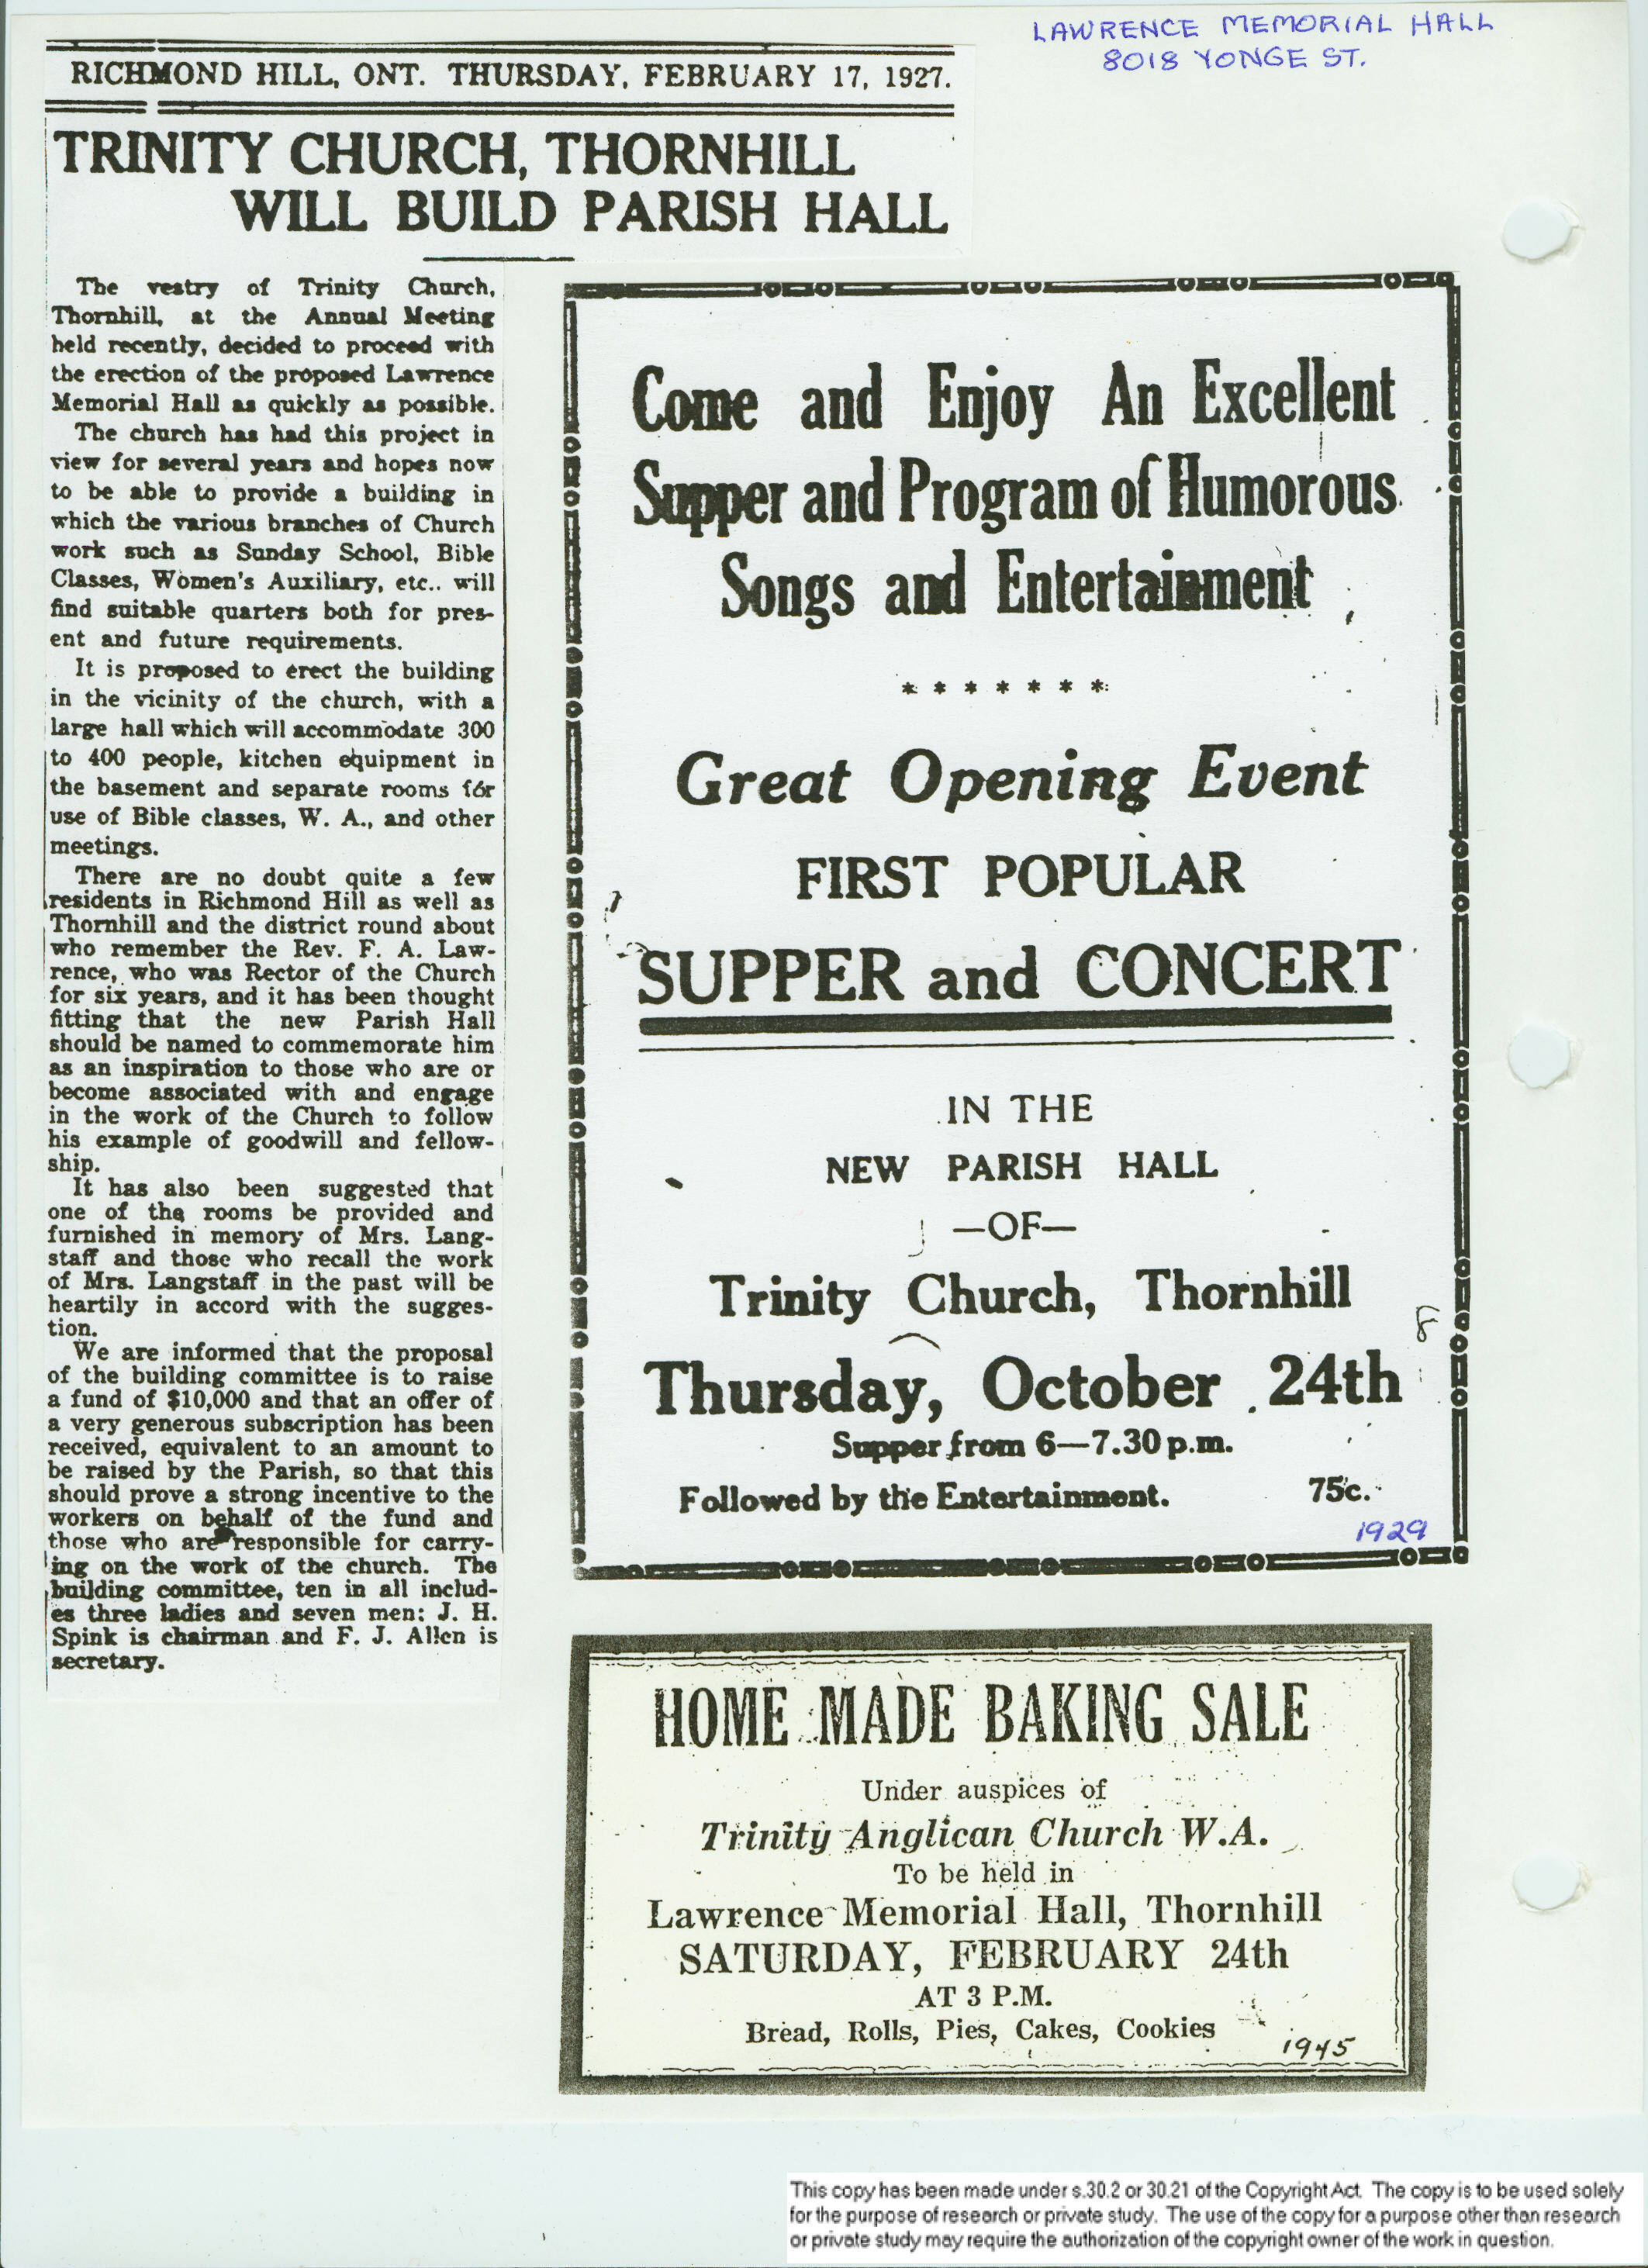 LAWRENCE MEMORIAL HALL
8018 YONGE ST.
RICHMOND HILL, ONT. THURSDAY, FEBRUARY 17, 1927.
TRINITY CHURCH, THORNHILL
WILL BUILD PARISH HALL
The vestry of Trinity Church,
Thornhill, at the Annual Meeting
held recently, decided to proceed with
the erection of the proposed Lawrence
Memorial Hall as quickly as possible.
The church has had this project in
view for several years and hopes now
to be able to provide a building in
which the various branches of Church
work such as Sunday School, Bible
Classes, Women's Auxiliary, etc.. will
find suitable quarters both for pres-
ent and future requirements.
It is proposed to erect the building
in the vicinity of the church, with a
large hall which will accommodate 300
to 400 people, kitchen equipment in
the basement and separate rooms for
use of Bible classes, W. A., and other
meetings.
There are no doubt quite a few
residents in Richmond Hill as well as
Thornhill and the district round about
who remember the Rev. F. A. Law-
rence, who was Rector of the Church
for six years, and it has been thought
fitting that the new Parish Hall
should be named to commemorate him
as an inspiration to those who are or
become associated with and engage
in the work of the Church to follow
his example of goodwill and fellow-
ship.
It has also been suggested that
one of the rooms be provided and
furnished in memory of Mrs. Lang-
staff and those who recall the work
of Mrs. Langstaff in the past will be
heartily in accord with the sugges-
tion.
We are informed that the proposal
of the building committee is to raise
a fund of $10,000 and that an offer of
a very generous subscription has been
received, equivalent to an amount to
be raised by the Parish, so that this
should prove a strong incentive to the
workers on behalf of the fund and
those who are responsible for carry-
ing on the work of the church. The
building committee, ten in all includ-
es three ladies and seven men: J. H.
Spink is chairman and F. J. Allen is
secretary.
Come and Enjoy An Excellent
Supper and Program of Humorous
Songs and Entertainment
* * * * * * *
Great Opening Event
FIRST POPULAR
SUPPER and CONCERT
IN THE
NEW PARISH HALL
—OF—
Trinity Church, Thornhill
Thursday, October 24th
Supper from 6—7.30 p.m.
Followed by the Entertainment. 75c.
1929
HOME MADE BAKING SALE
Under auspices of
Trinity Anglican Church W.A.
To be held in
Lawrence Memorial Hall, Thornhill
SATURDAY, FEBRUARY 24th
AT 3 P.M.
Bread, Rolls, Pies, Cakes, Cookies
1945
This copy has been made under s.30.2 or 30.21 of the Copyright Act. The copy is to be used solely
for the purpose of research or private study. The use of the copy for a purpose other than research
or private study may require the authorization of the copyright owner of the work in question.